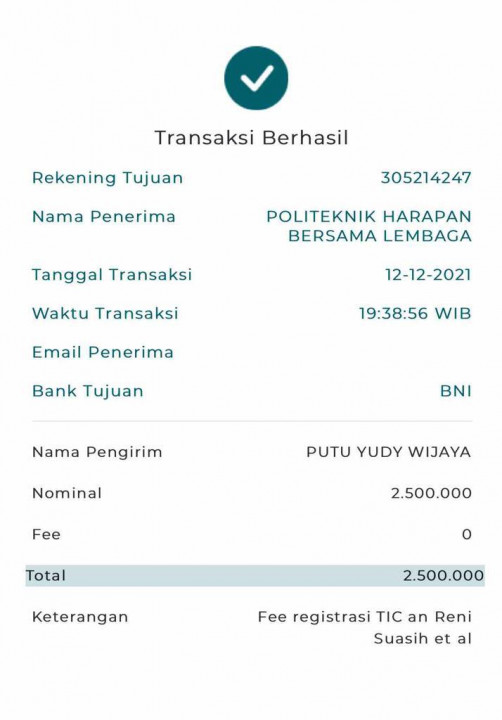 Transaksi Berhasil
Rekening Tujuan 305214247
Nama Penerima POLITEKNIK HARAPAN
BERSAMA LEMBAGA
Tanggal Transaksi 12-12-2021
Waktu Transaksi 19:38:56 WIB
Email Penerima
Bank Tujuan BNI
Nama Pengirim PUTU YUDY WIJAYA
Nominal 2.500.000
Fee 0
Total 2.500.000
Keterangan Fee registrasi TIC an Reni
Suasih et al